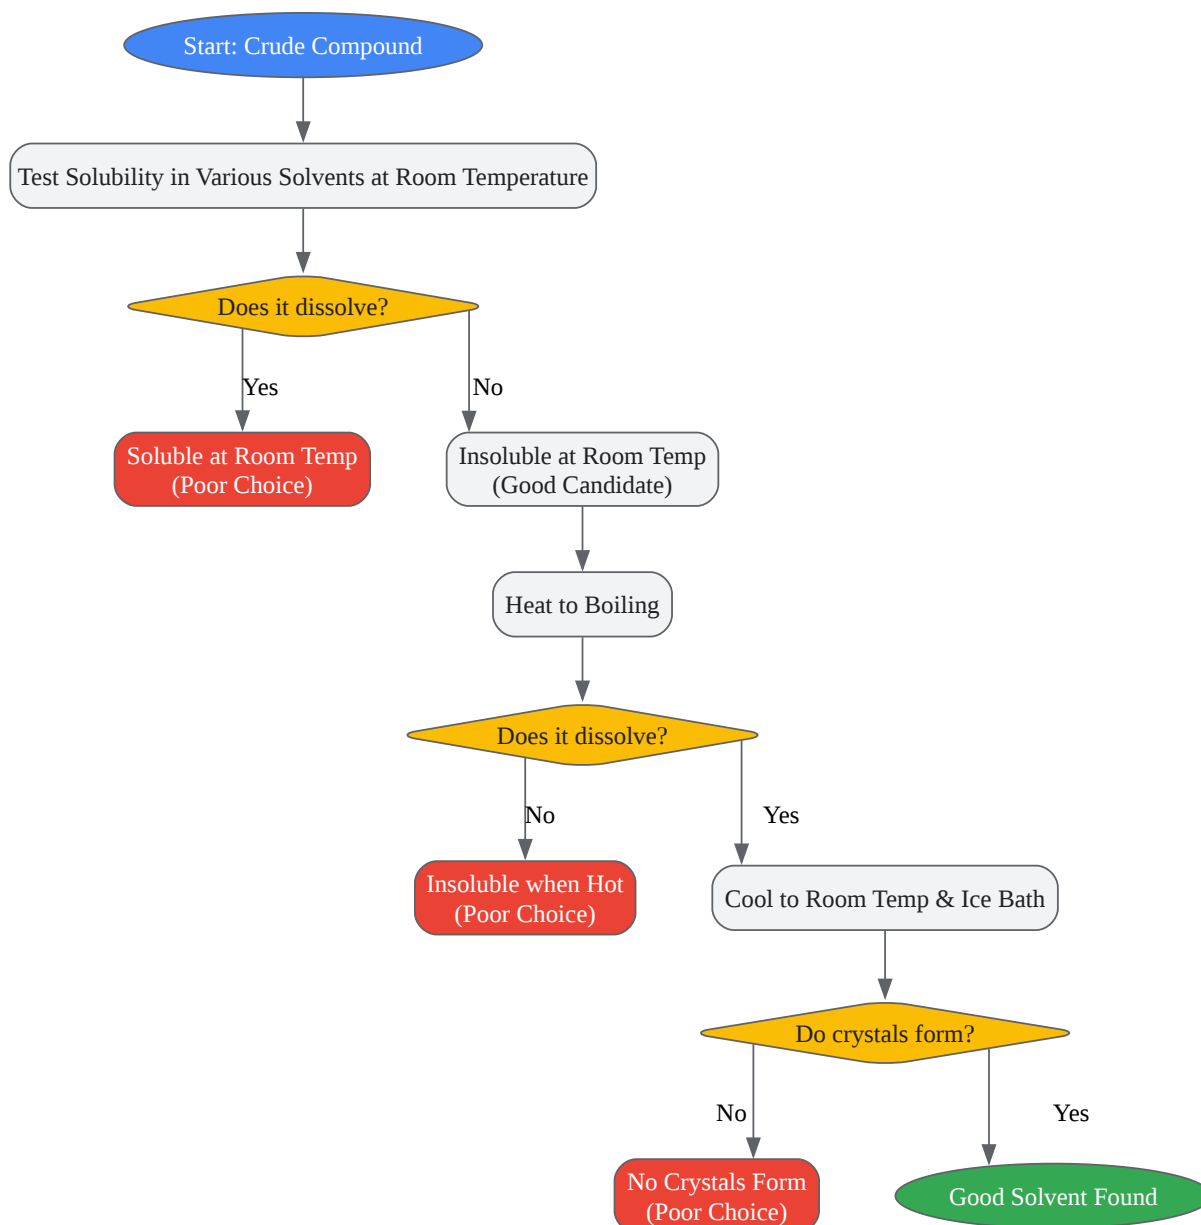 Start: Crude Compound
Test Solubility in Various Solvents at Room Temperature
Does it dissolve?
Yes
No
Soluble at Room Temp
(Poor Choice)
Insoluble at Room Temp
(Good Candidate)
Heat to Boiling
Does it dissolve?
No
Yes
Insoluble when Hot
(Poor Choice)
Cool to Room Temp & Ice Bath
Do crystals form?
No
Yes
No Crystals Form
(Poor Choice)
Good Solvent Found